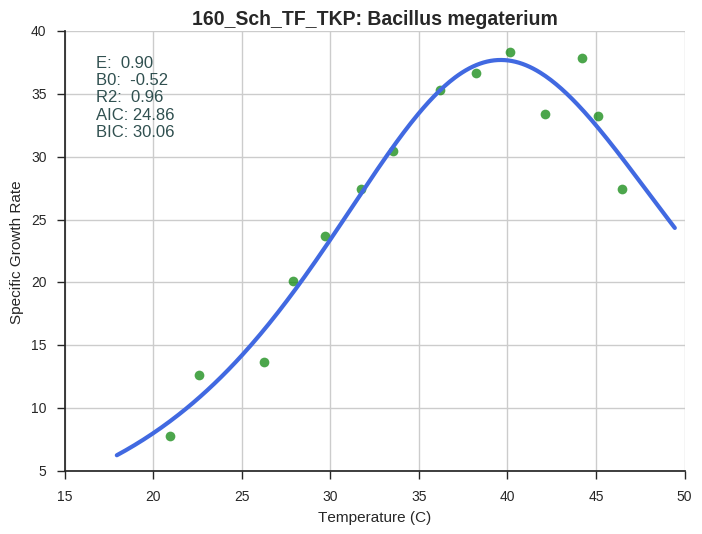 160_Sch_TF_TKP: Bacillus megaterium
E: 0.90
B0: -0.52
R2: 0.96
AIC: 24.86
BIC: 30.06
Specific Growth Rate
40
35
30
25
20
15
10
5
15 20 25 30 35 40 45 50
Temperature (C)